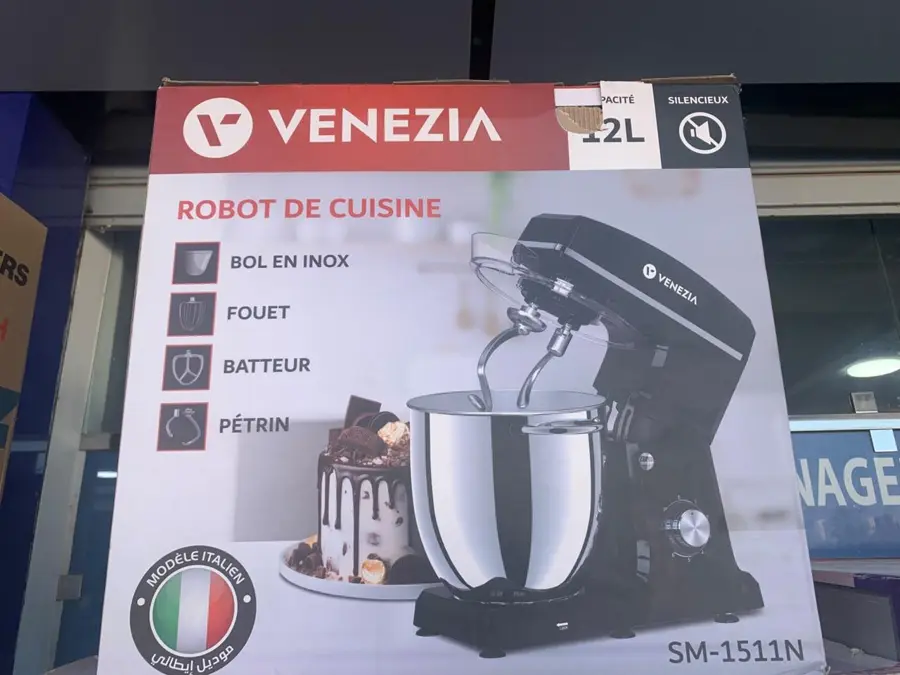 VENEZIA
PACITÉ
12L
SILENCIEUX
ROBOT DE CUISINE
BOL EN INOX
FOUET
BATTEUR
PÉTRIN
VENEZIA
MODÈLE ITALIEN
موديل إيطالي
SM-1511N
RS
NAGE